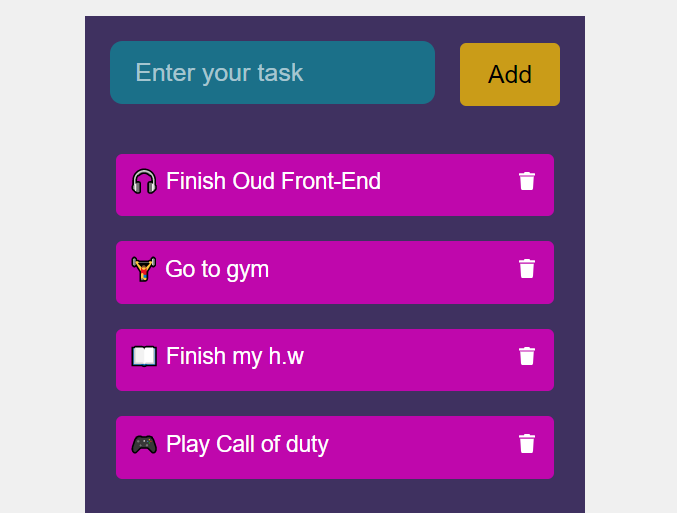 Enter your task
Add
🎧 Finish Oud Front-End
🏋 Go to gym
📖 Finish my h.w
🎮 Play Call of duty